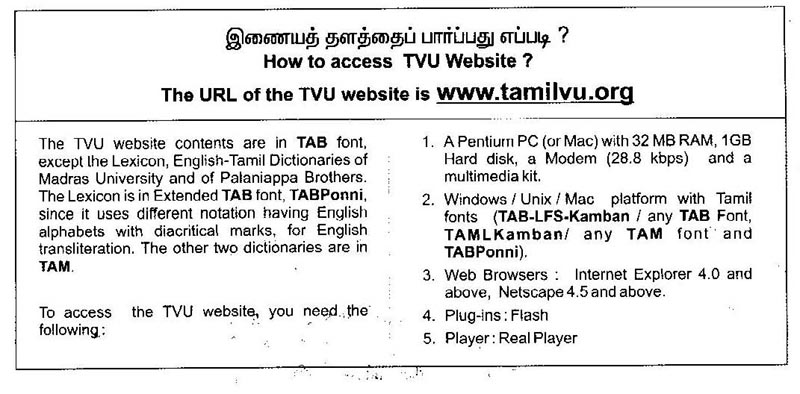 இணையத் தளத்தைப் பார்ப்பது எப்படி ?
How to access TVU Website ?
The URL of the TVU website is www.tamilvu.org
The TVU website contents are in TAB font,
except the Lexicon, English-Tamil Dictionaries of
Madras University and of Palaniappa Brothers.
The Lexicon is in Extended TAB font, TABPonni,
since it uses different notation having English
alphabets with diacritical marks, for English
transliteration. The other two dictionaries are in
TAM.
To access the TVU website, you need the
following :
1. A Pentium PC (or Mac) with 32 MB RAM, 1GB
Hard disk, a Modem (28.8 kbps) and a
multimedia kit.
2. Windows / Unix / Mac platform with Tamil
fonts (TAB-LFS-Kamban / any TAB Font,
TAMLKamban/ any TAM font and
TABPonni).
3. Web Browsers : Internet Explorer 4.0 and
above, Netscape 4.5 and above.
4. Plug-ins : Flash
5. Player : Real Player